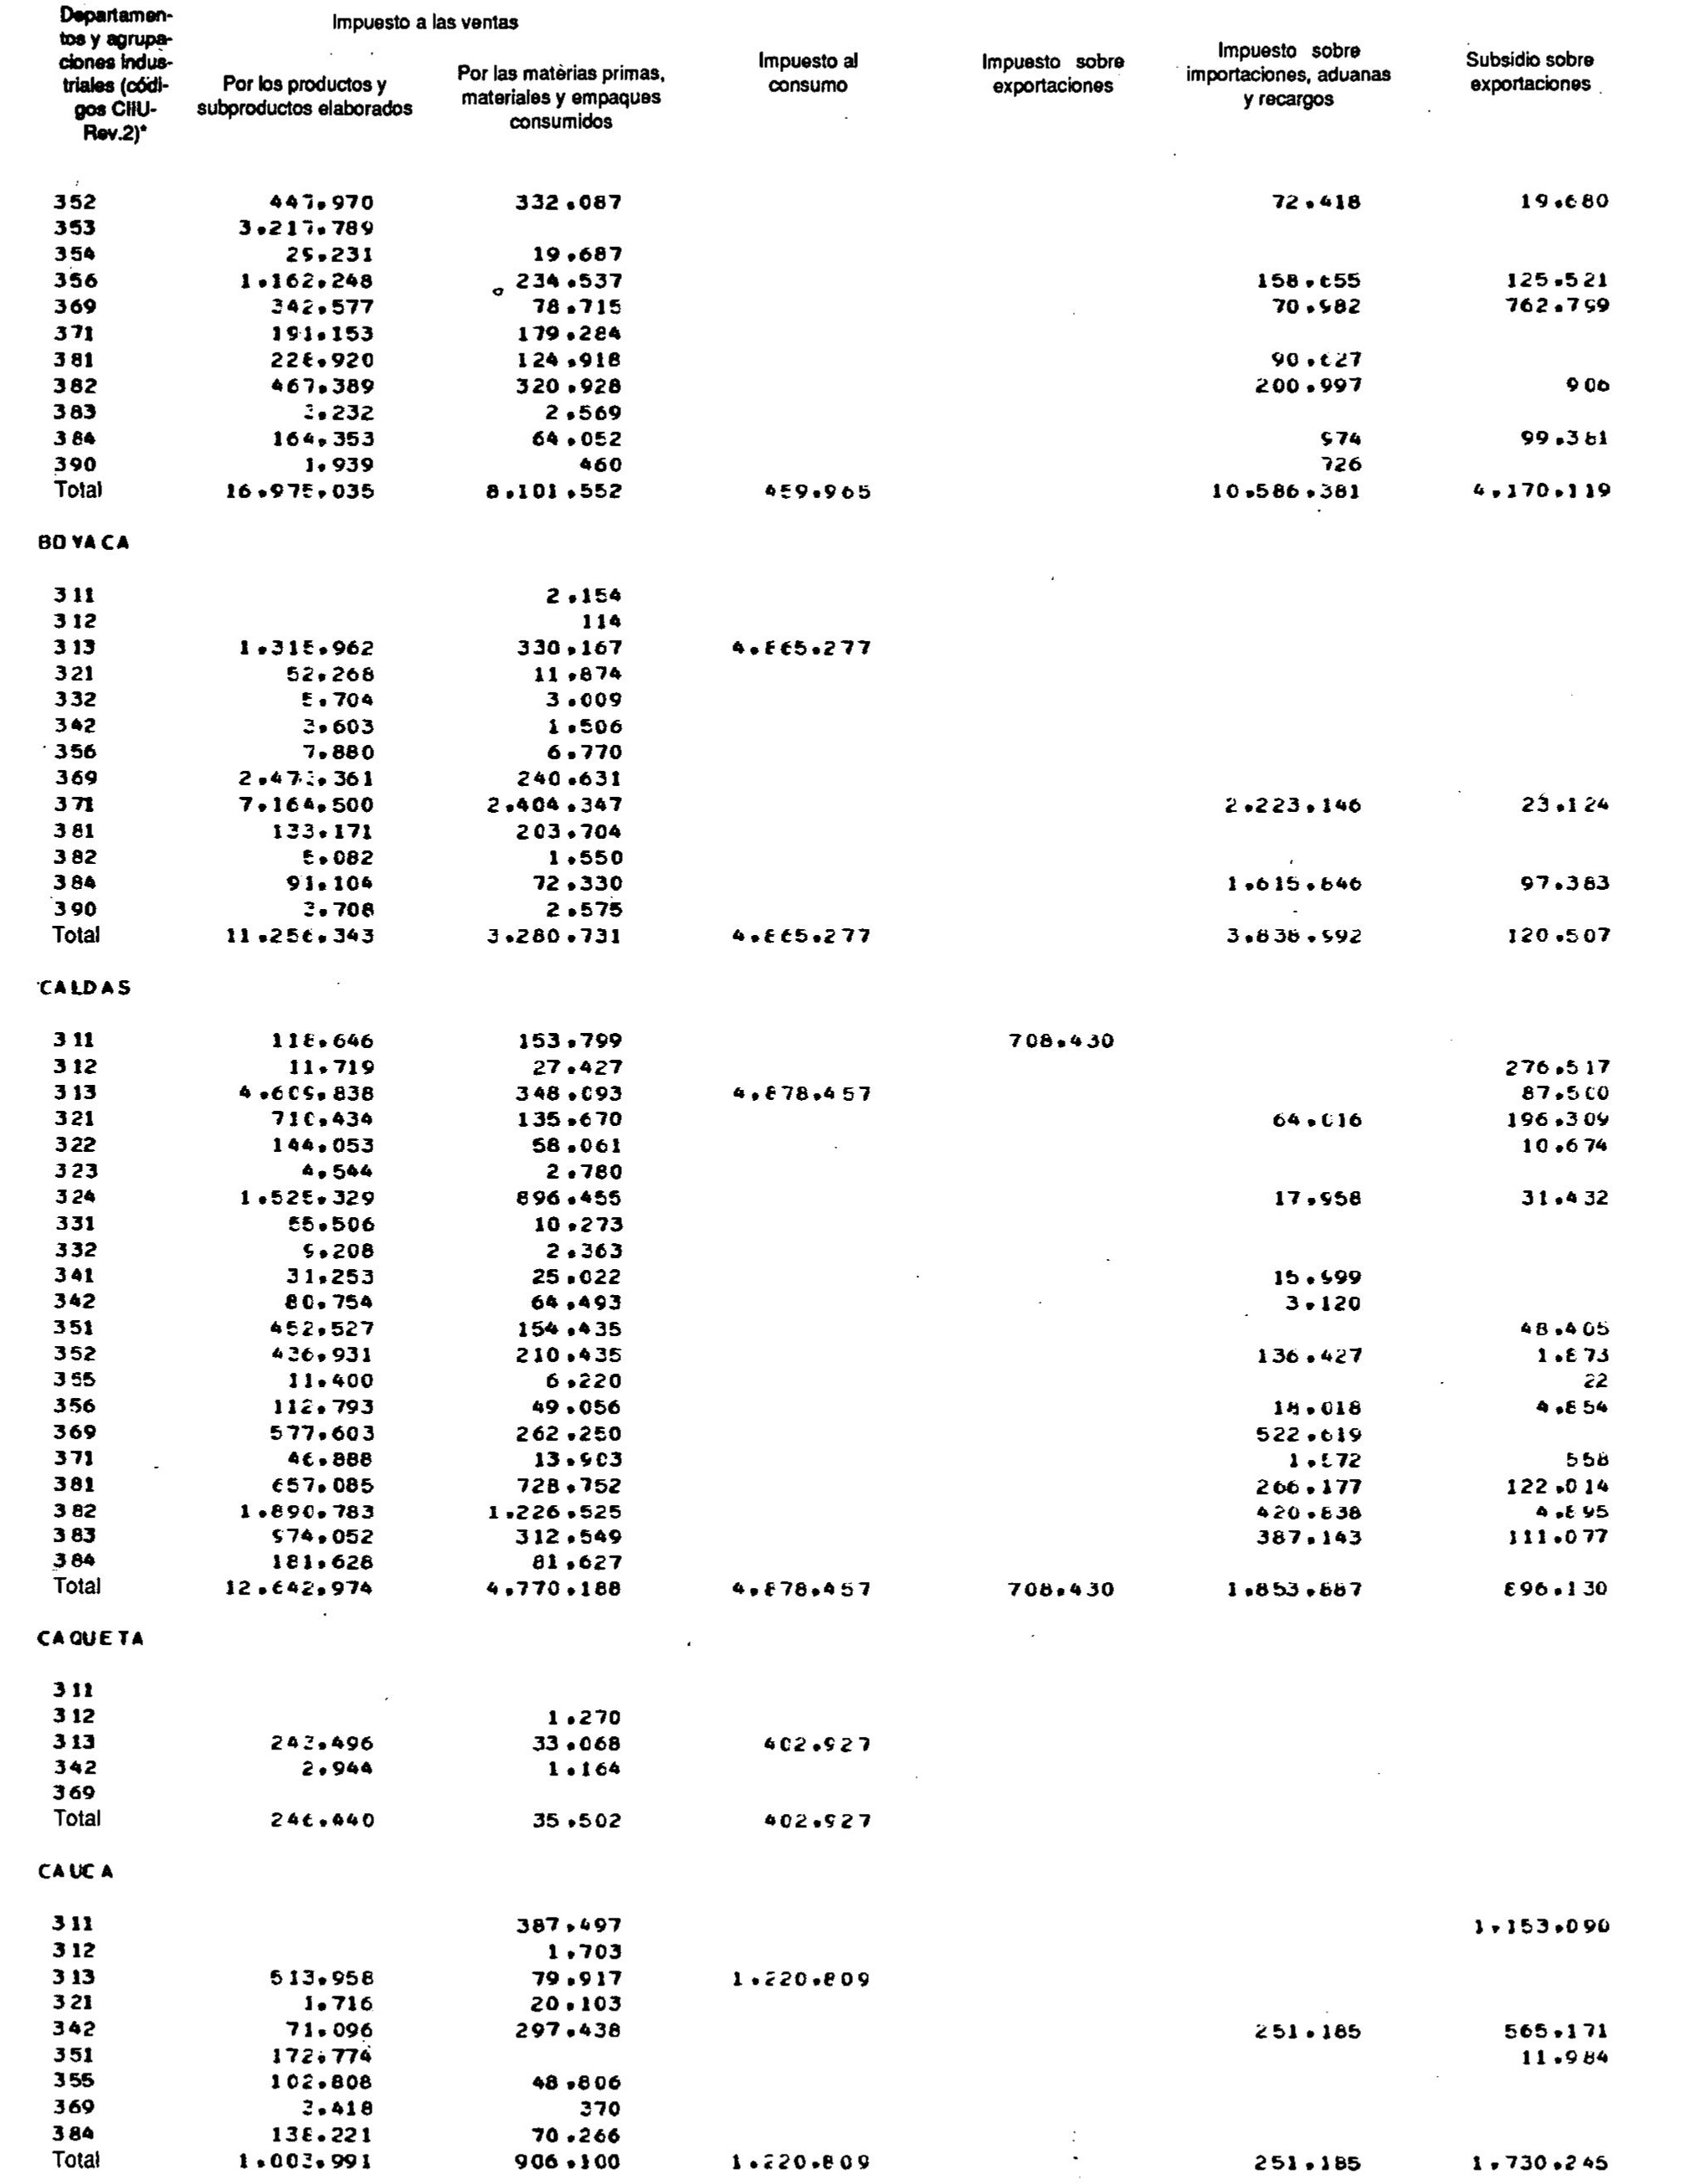 Departamen-
tos y agrupa-
ciones indus-
triales (códi-
gos CIIU-
Rev.2)*
Impuesto a las ventas
Por los productos y
subproductos elaborados
Por las materias primas,
materiales y empaques
consumidos
Impuesto al
consumo
Impuesto sobre
exportaciones
Impuesto sobre
importaciones, aduanas
y recargos
Subsidio sobre
exportaciones
352 447.970 332.087 72.418 19.680
353 3.217.789
354 29.231 19.687
356 1.162.248 234.537 158.655 125.521
369 342.577 78.715 70.982 762.799
371 191.153 179.284
381 226.920 124.918 90.627
382 467.389 320.928 200.997 906
383 3.232 2.569
384 164.353 64.052 974 99.381
390 1.939 460 726
Total 16.975.035 8.101.552 459.965 10.586.381 4.170.119
BOYACA
311 2.154
312 114
313 1.315.962 330.167 4.865.277
321 52.268 11.874
332 5.704 3.009
342 3.603 1.506
356 7.880 6.770
369 2.473.361 240.631
371 7.164.500 2.404.347 2.223.146 23.124
381 133.171 203.704
382 5.082 1.550
384 91.104 72.330 1.615.846 97.383
390 3.708 2.575
Total 11.256.343 3.280.731 4.865.277 3.838.992 120.507
CALDAS
311 118.646 153.799 708.430
312 11.719 27.427 276.517
313 4.609.838 348.093 4.878.457 87.500
321 710.434 135.670 64.016 196.309
322 144.053 58.061 10.674
323 4.544 2.780
324 1.525.329 896.455 17.958 31.432
331 55.506 10.273
332 9.208 2.363
341 31.253 25.022 15.999
342 80.754 64.493 3.120
351 452.527 154.435 48.405
352 436.931 210.435 136.427 1.873
355 11.400 6.220 22
356 112.793 49.056 18.018 4.854
369 577.603 262.250 522.619
371 46.888 13.903 1.572 558
381 657.085 728.752 266.177 122.014
382 1.890.783 1.226.525 420.838 4.895
383 974.052 312.549 387.143 111.077
384 181.628 81.627
Total 12.642.974 4.770.188 4.878.457 708.430 1.853.887 896.130
CAQUETA
311
312 1.270
313 243.496 33.068 402.927
342 2.944 1.164
369
Total 246.440 35.502 402.927
CAUCA
311 387.497 1.153.090
312 1.703
313 513.958 79.917 1.220.809
321 1.716 20.103
342 71.096 297.438 251.185 565.171
351 172.774 11.984
355 102.808 48.806
369 3.418 370
384 138.221 70.266
Total 1.003.991 906.100 1.220.809 251.185 1.730.245